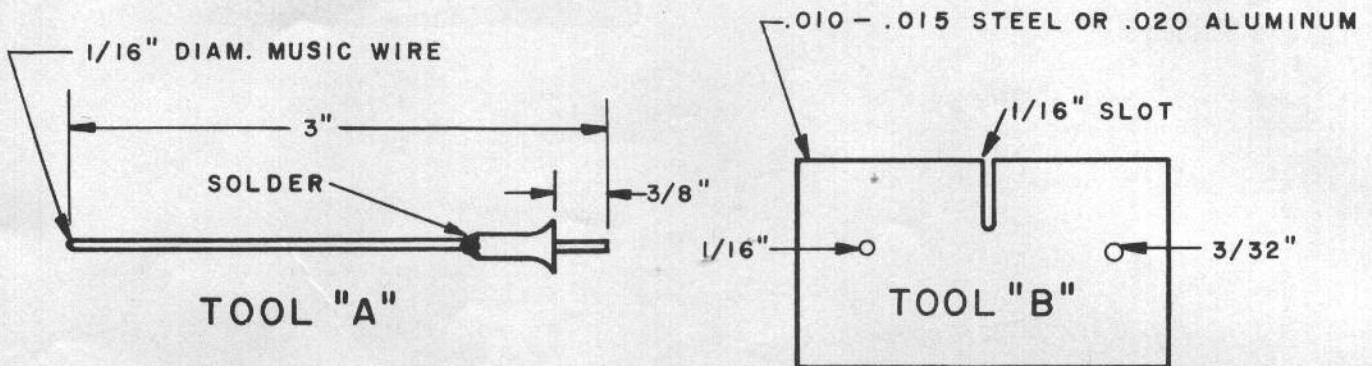 1/16" DIAM. MUSIC WIRE
3"
SOLDER
3/8"
TOOL "A"
.010 - .015 STEEL OR .020 ALUMINUM
1/16" SLOT
1/16"
3/32"
TOOL "B"